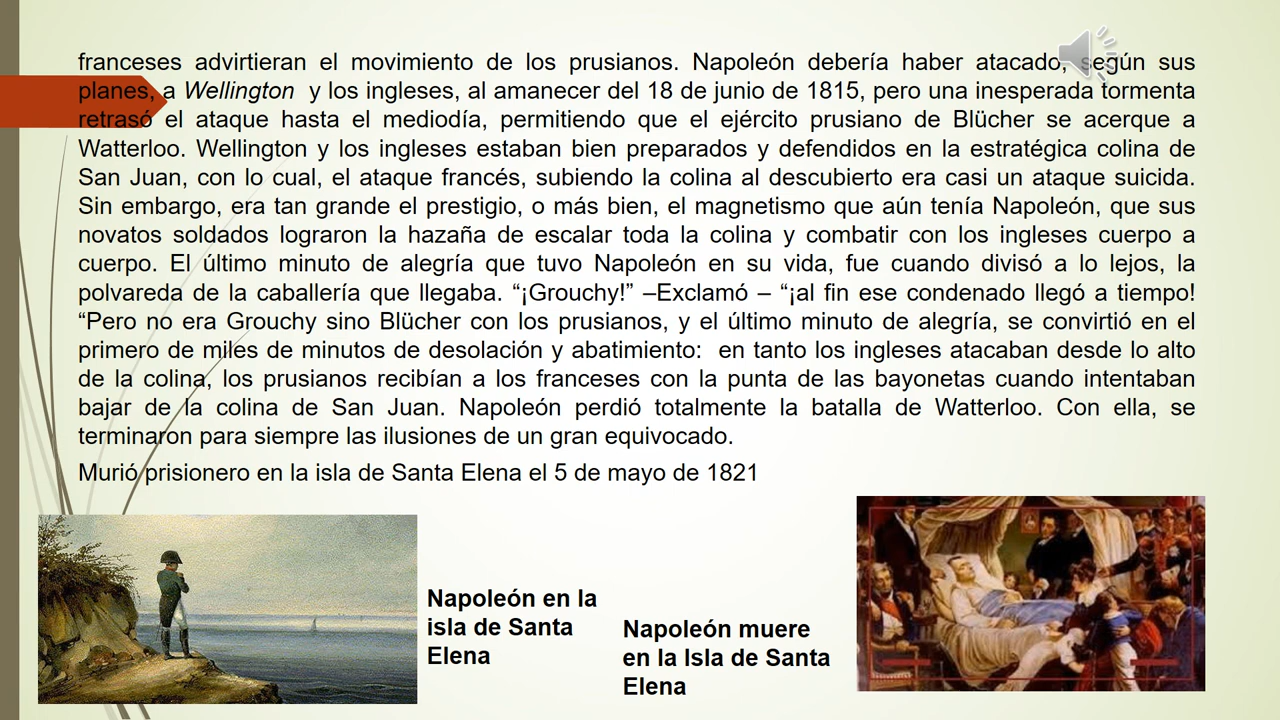 franceses advirtieran el movimiento de los prusianos. Napoleón debería haber atacado, según sus
planes, a Wellington y los ingleses, al amanecer del 18 de junio de 1815, pero una inesperada tormenta
retrasó el ataque hasta el mediodía, permitiendo que el ejército prusiano de Blücher se acerque a
Watterloo. Wellington y los ingleses estaban bien preparados y defendidos en la estratégica colina de
San Juan, con lo cual, el ataque francés, subiendo la colina al descubierto era casi un ataque suicida.
Sin embargo, era tan grande el prestigio, o más bien, el magnetismo que aún tenía Napoleón, que sus
novatos soldados lograron la hazaña de escalar toda la colina y combatir con los ingleses cuerpo a
cuerpo. El último minuto de alegría que tuvo Napoleón en su vida, fue cuando divisó a lo lejos, la
polvareda de la caballería que llegaba. “¡Grouchy!” –Exclamó – “¡al fin ese condenado llegó a tiempo!
“Pero no era Grouchy sino Blücher con los prusianos, y el último minuto de alegría, se convirtió en el
primero de miles de minutos de desolación y abatimiento: en tanto los ingleses atacaban desde lo alto
de la colina, los prusianos recibían a los franceses con la punta de las bayonetas cuando intentaban
bajar de la colina de San Juan. Napoleón perdió totalmente la batalla de Watterloo. Con ella, se
terminaron para siempre las ilusiones de un gran equivocado.
Murió prisionero en la isla de Santa Elena el 5 de mayo de 1821
Napoleón en la
isla de Santa
Elena
Napoleón muere
en la Isla de Santa
Elena